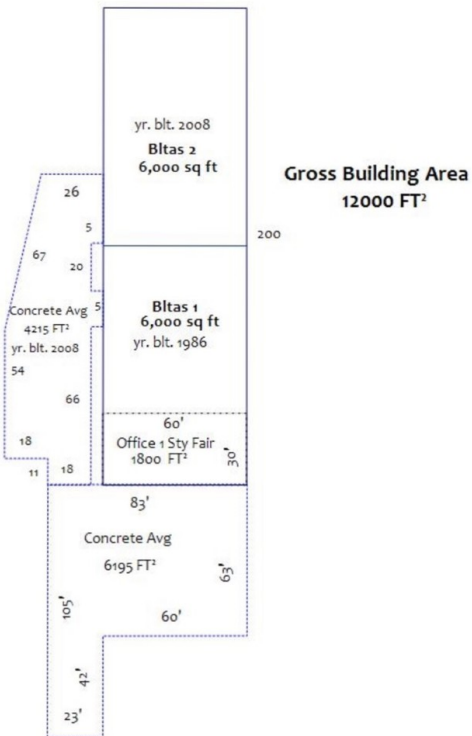 yr. blt. 2008
Bltas 2
6,000 sq ft
Gross Building Area
12000 FT²
26
5
200
67
20
5
Bltas 1
6,000 sq ft
yr. blt. 1986
Concrete Avg
4215 FT²
yr. blt. 2008
54
66
60'
Office 1 Sty Fair
1800 FT²
30'
18
11
18
83'
Concrete Avg
6195 FT²
63'
105'
60'
42'
23'